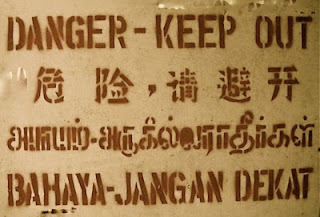 DANGER - KEEP OUT
危险，请避开
அபாயம்-அருகில்வராதீர்கள்
BAHAYA-JANGAN DEKAT